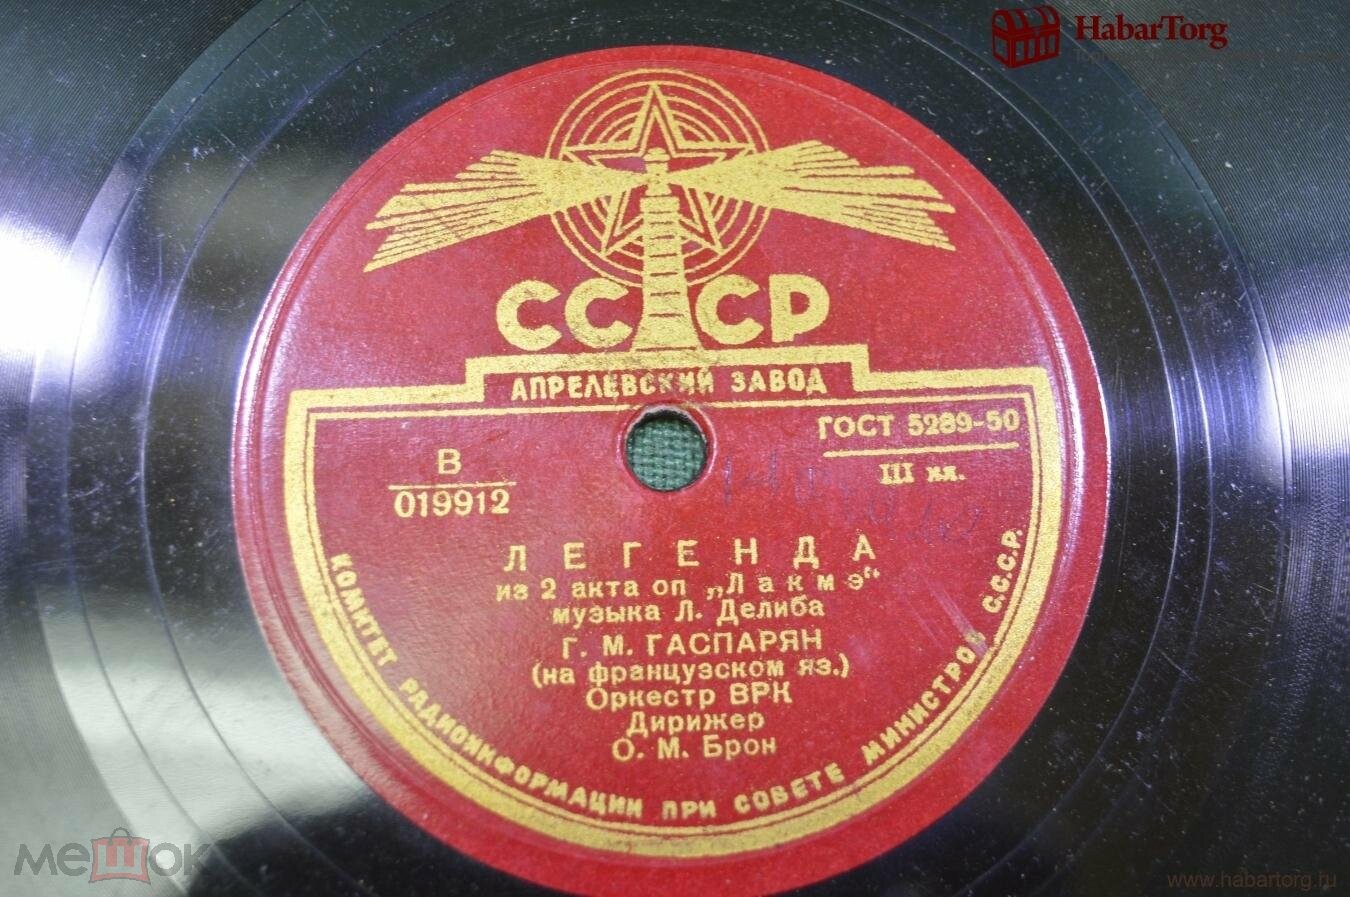 HabarTorg
СССР
АПРЕЛЕВСКИЙ ЗАВОД
ГОСТ 5289-50
III кл.
В
019912
ЛЕГЕНДА
из 2 акта оп „Лакмэ“
музыка Л. Делиба
Г. М. ГАСПАРЯН
(на французском яз.)
Оркестр ВРК
Дирижер
О. М. Брон
КОМИТЕТ РАДИОИНФОРМАЦИИ ПРИ СОВЕТЕ МИНИСТРОВ С.С.С.Р.
мешок
www.habartorg.ru